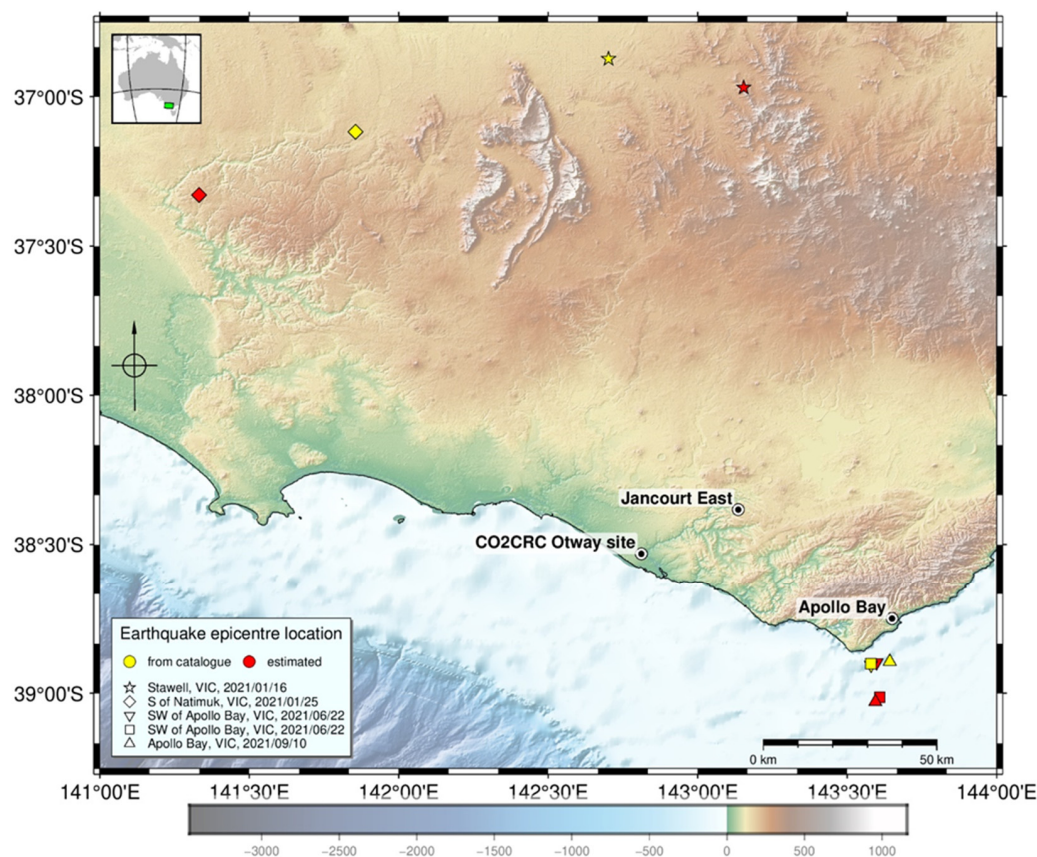 37°00'S
37°30'S
38°00'S
38°30'S
39°00'S
Jancourt East
CO2CRC Otway site
Apollo Bay
Earthquake epicentre location
from catalogue estimated
Stawell, VIC, 2021/01/16
S of Natimuk, VIC, 2021/01/25
SW of Apollo Bay, VIC, 2021/06/22
SW of Apollo Bay, VIC, 2021/06/22
Apollo Bay, VIC, 2021/09/10
0 km 50 km
141°00'E 141°30'E 142°00'E 142°30'E 143°00'E 143°30'E 144°00'E
−3000 −2500 −2000 −1500 −1000 −500 0 500 1000